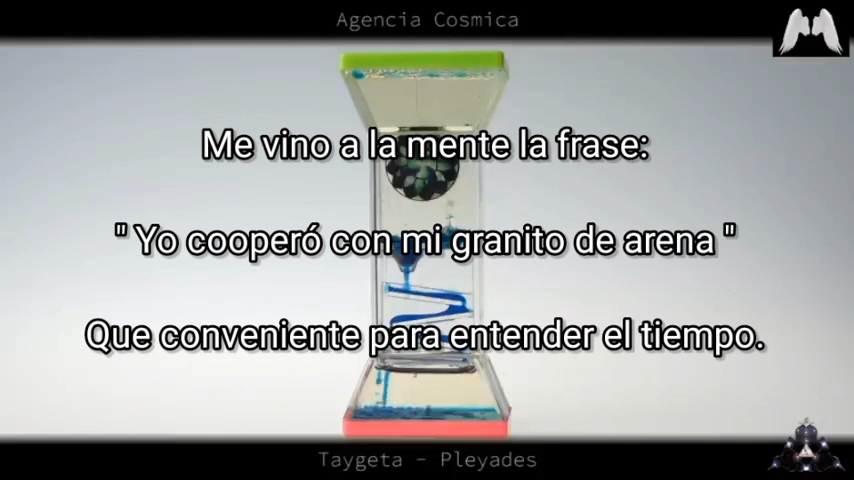 Agencia Cosmica
Me vino a la mente la frase:
" Yo cooperó con mi granito de arena "
Que conveniente para entender el tiempo.
Taygeta - Pleyades